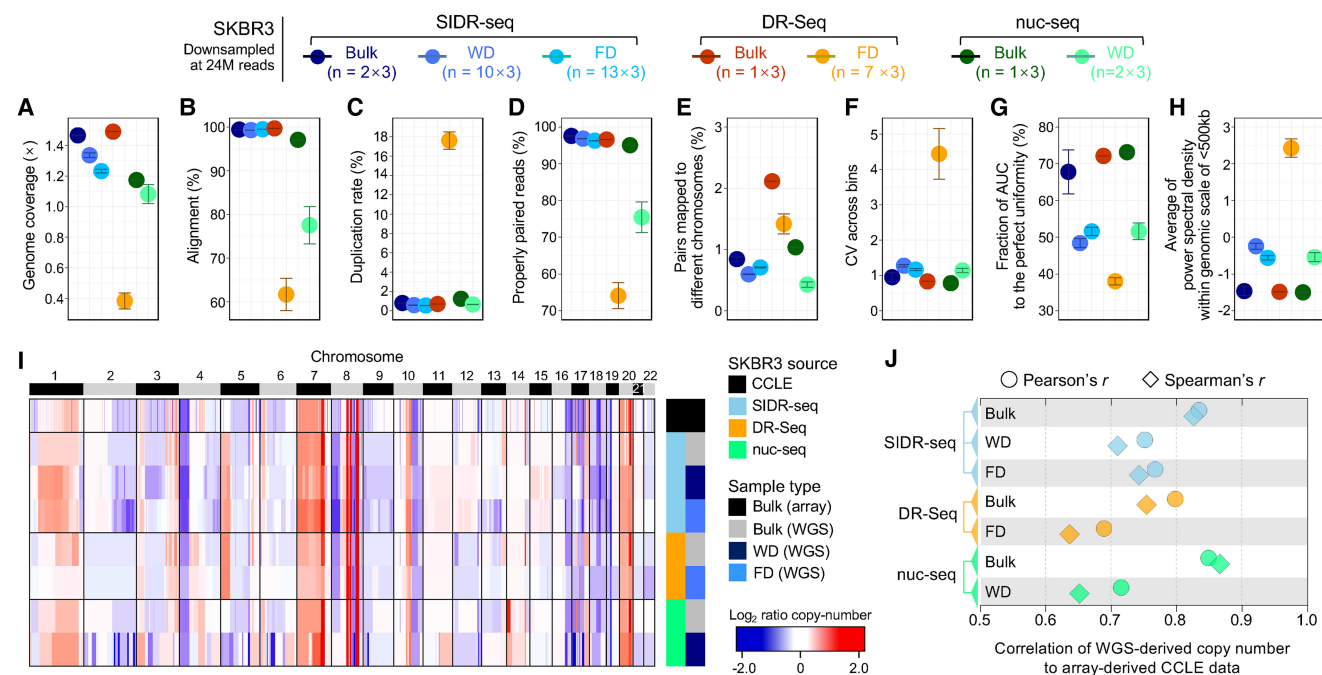 SKBR3
Downsampled
at 24M reads
SIDR-seq
Bulk
(n = 2×3)
WD
(n = 10×3)
FD
(n = 13×3)
DR-Seq
Bulk
(n = 1×3)
FD
(n = 7 ×3)
nuc-seq
Bulk
(n = 1×3)
WD
(n=2×3)
A
Genome coverage (×)
1.4
1.2
1.0
0.8
0.6
0.4
B
Alignment (%)
100
90
80
70
60
C
Duplication rate (%)
18
16
14
12
10
8
6
4
2
0
D
Properly paired reads (%)
100
90
80
70
60
E
Pairs mapped to
different chromosomes (%)
3
2
1
0
F
CV across bins
5
4
3
2
1
0
G
Fraction of AUC
to the perfect uniformity (%)
80
70
60
50
40
30
H
Average of
power spectral density
within genomic scale of <500kb
3
2
1
0
-1
-2
I
Chromosome
1 2 3 4 5 6 7 8 9 10 11 12 13 14 15 16 17 18 19 20 21 22
SKBR3 source
CCLE
SIDR-seq
DR-Seq
nuc-seq
Sample type
Bulk (array)
Bulk (WGS)
WD (WGS)
FD (WGS)
Log₂ ratio copy-number
-2.0 0 2.0
J
Pearson's r
Spearman's r
SIDR-seq
Bulk
WD
FD
DR-Seq
Bulk
FD
nuc-seq
Bulk
WD
0.5 0.6 0.7 0.8 0.9 1.0
Correlation of WGS-derived copy number
to array-derived CCLE data